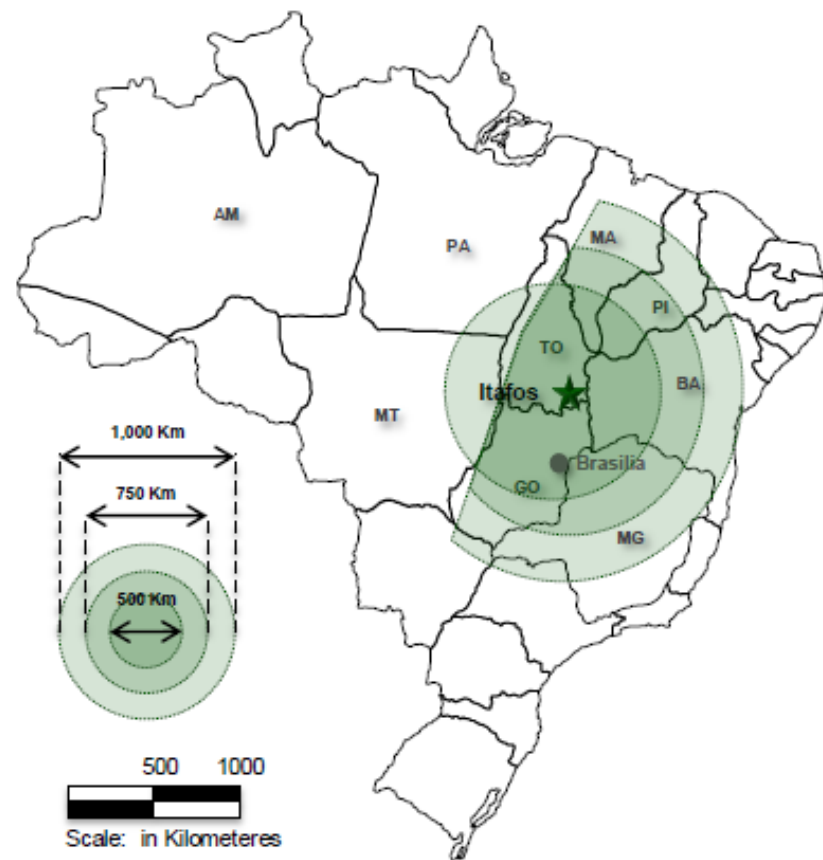 AM
PA
MA
PI
TO
Itafos
BA
MT
1,000 Km
Brasilia
GO
750 Km
MG
500 Km
500 1000
Scale: in Kilometeres